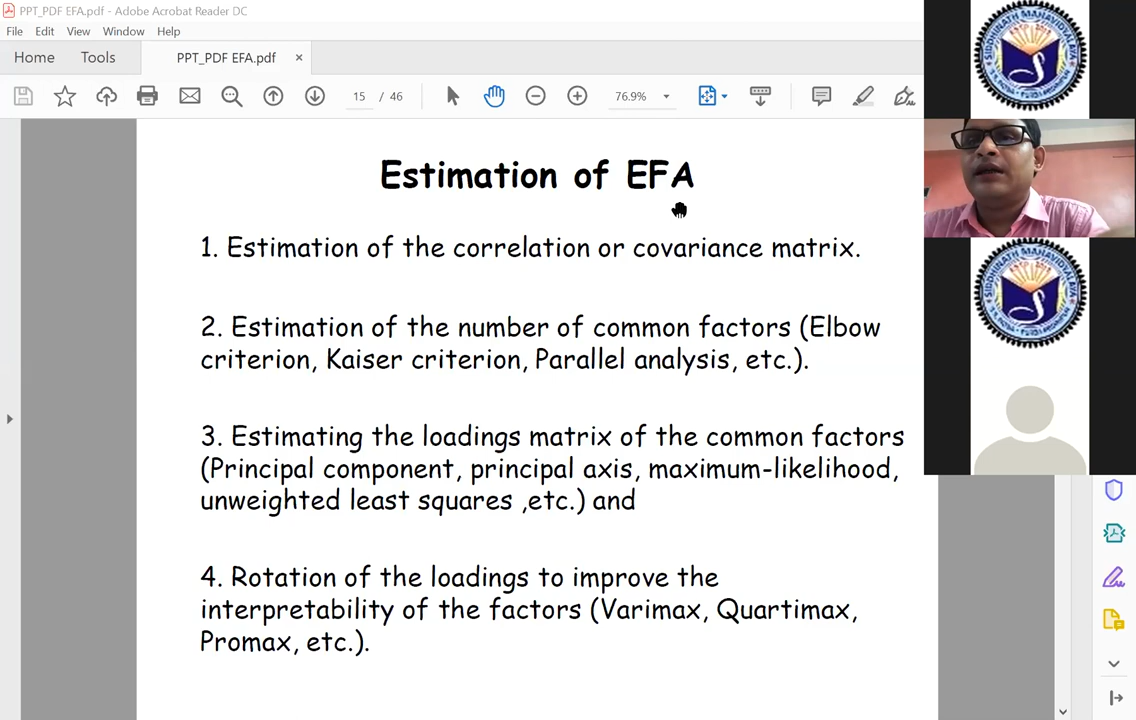 PPT_PDF EFA.pdf - Adobe Acrobat Reader DC
File Edit View Window Help
Home Tools PPT_PDF EFA.pdf ×
15 / 46 76.9%
Estimation of EFA
1. Estimation of the correlation or covariance matrix.
2. Estimation of the number of common factors (Elbow
criterion, Kaiser criterion, Parallel analysis, etc.).
3. Estimating the loadings matrix of the common factors
(Principal component, principal axis, maximum-likelihood,
unweighted least squares ,etc.) and
4. Rotation of the loadings to improve the
interpretability of the factors (Varimax, Quartimax,
Promax, etc.).
SIDDHINATH MAHAVIDYALAYA
SIDDHINATH MAHAVIDYALAYA